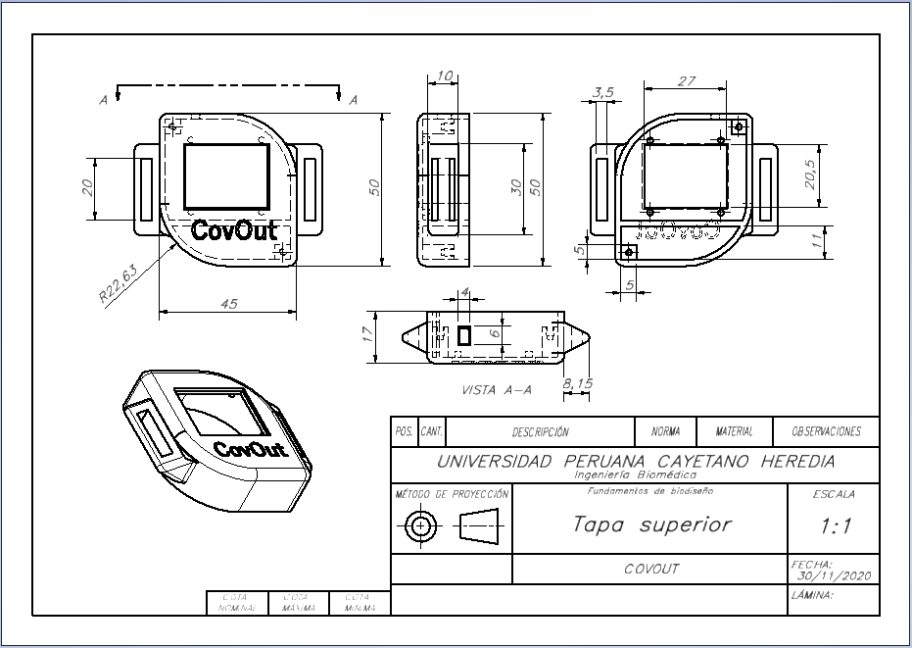 10
27
3,5
A
A
20
50
30
50
20,5
CovOut
11
5
5
R22,63
45
4
17
6
8,15
VISTA A-A
CovOut
POS.
CANT.
DESCRIPCIÓN
NORMA
MATERIAL
OBSERVACIONES
UNIVERSIDAD PERUANA CAYETANO HEREDIA
Ingeniería Biomédica
MÉTODO DE PROYECCIÓN
Fundamentos de biodiseño
ESCALA
Tapa superior
1:1
COVOUT
FECHA:
30/11/2020
LÁMINA:
COTA
NOMINAL
COTA
MÁXIMA
COTA
MÍNIMA